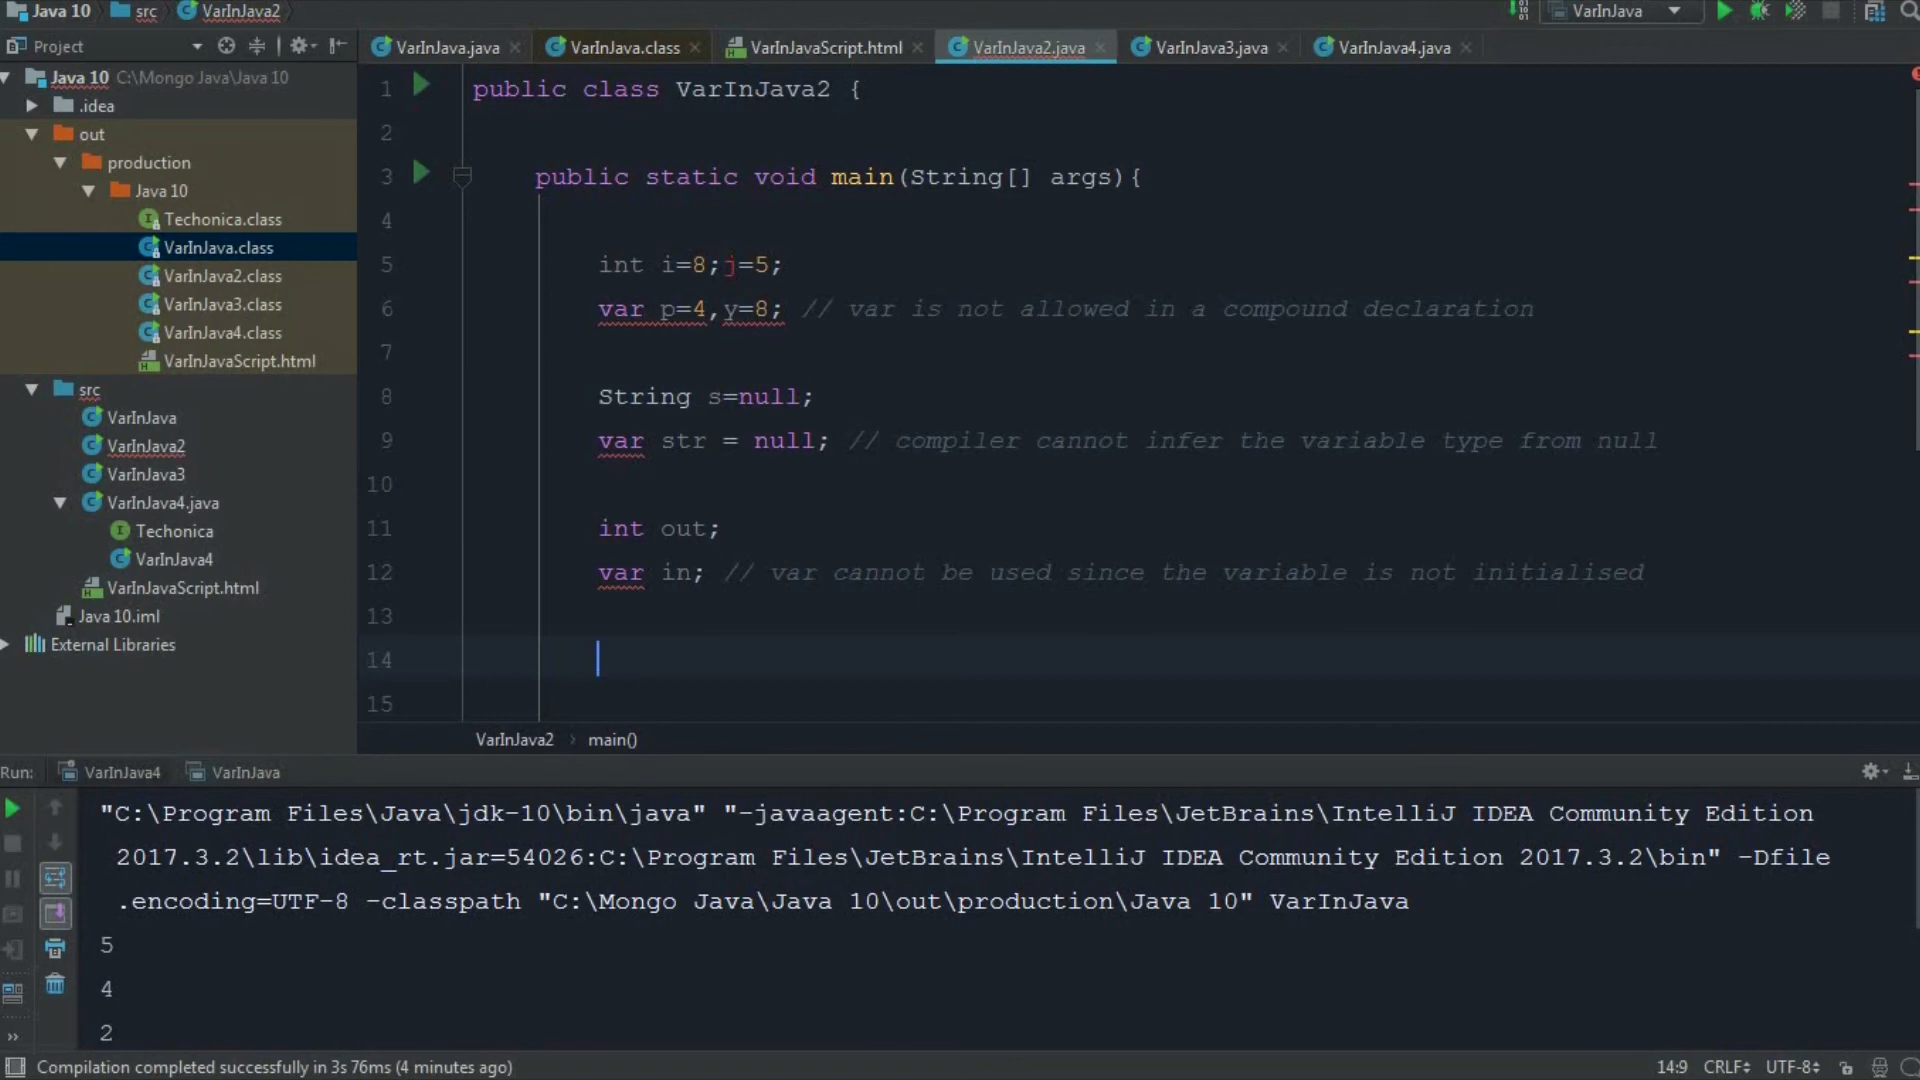 Java 10 src VarInJava2
VarInJava
Project
VarInJava.java VarInJava.class VarInJavaScript.html VarInJava2.java VarInJava3.java VarInJava4.java
Java 10 C:\Mongo Java\Java 10
.idea
out
production
Java 10
Techonica.class
VarInJava.class
VarInJava2.class
VarInJava3.class
VarInJava4.class
VarInJavaScript.html
src
VarInJava
VarInJava2
VarInJava3
VarInJava4.java
Techonica
VarInJava4
VarInJavaScript.html
Java 10.iml
External Libraries
1 public class VarInJava2 {
2
3 public static void main(String[] args){
4
5 int i=8;j=5;
6 var p=4,y=8; // var is not allowed in a compound declaration
7
8 String s=null;
9 var str = null; // compiler cannot infer the variable type from null
10
11 int out;
12 var in; // var cannot be used since the variable is not initialised
13
14
15
VarInJava2 main()
Run: VarInJava4 VarInJava
"C:\Program Files\Java\jdk-10\bin\java" "-javaagent:C:\Program Files\JetBrains\IntelliJ IDEA Community Edition
2017.3.2\lib\idea_rt.jar=54026:C:\Program Files\JetBrains\IntelliJ IDEA Community Edition 2017.3.2\bin" -Dfile
.encoding=UTF-8 -classpath "C:\Mongo Java\Java 10\out\production\Java 10" VarInJava
5
4
2
Compilation completed successfully in 3s 76ms (4 minutes ago)
14:9 CRLF UTF-8